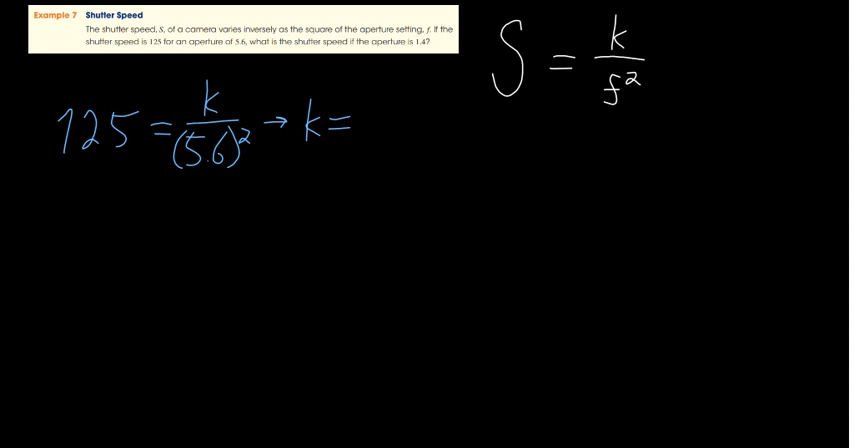 Example 7 Shutter Speed
The shutter speed, S, of a camera varies inversely as the square of the aperture setting, f. If the
shutter speed is 125 for an aperture of 5.6, what is the shutter speed if the aperture is 1.4?
S = k/f²
125 = k/(5.6)² → k =